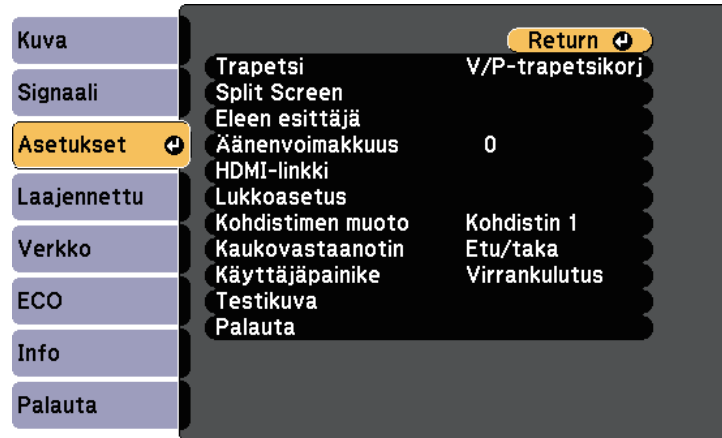 Kuva
Signaali
Asetukset
Laajennettu
Verkko
ECO
Info
Palauta
Return
Trapetsi V/P-trapetsikorj
Split Screen
Eleen esittäjä
Äänenvoimakkuus 0
HDMI-linkki
Lukkoasetus
Kohdistimen muoto Kohdistin 1
Kaukovastaanotin Etu/taka
Käyttäjäpainike Virrankulutus
Testikuva
Palauta